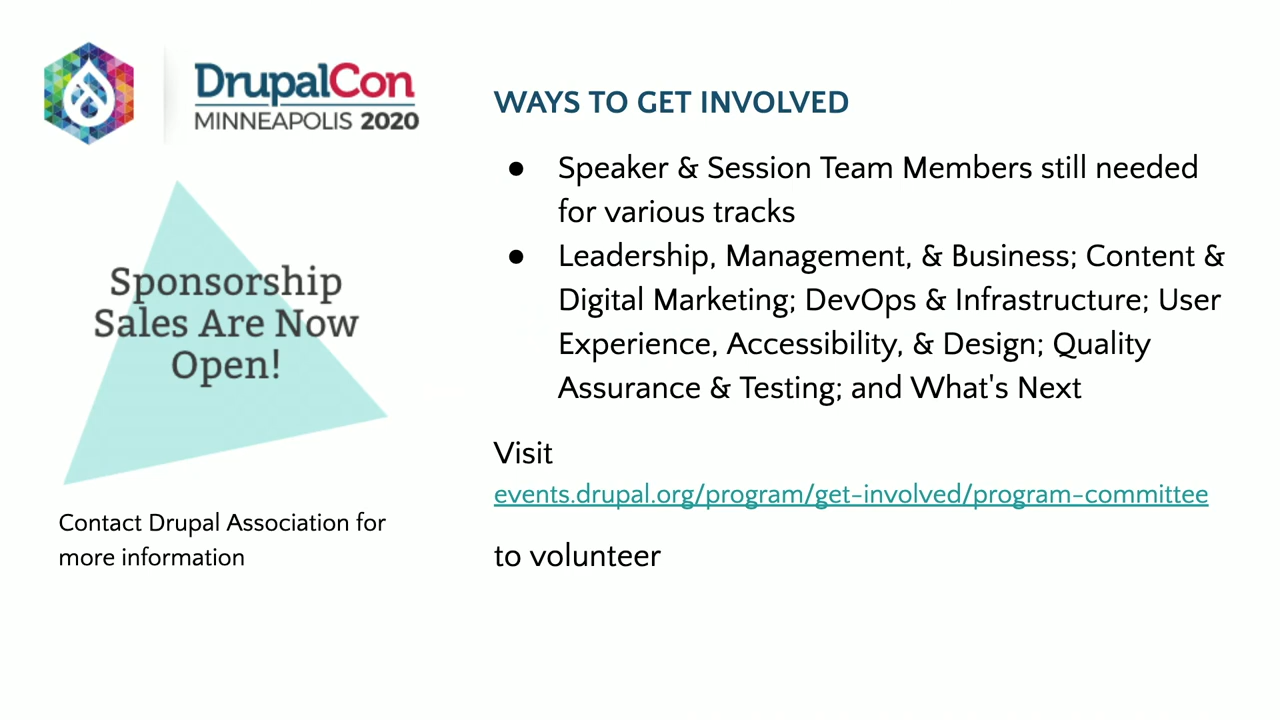 DrupalCon
MINNEAPOLIS 2020
Sponsorship
Sales Are Now
Open!
Contact Drupal Association for
more information
WAYS TO GET INVOLVED
● Speaker & Session Team Members still needed
for various tracks
● Leadership, Management, & Business; Content &
Digital Marketing; DevOps & Infrastructure; User
Experience, Accessibility, & Design; Quality
Assurance & Testing; and What's Next
Visit
events.drupal.org/program/get-involved/program-committee
to volunteer